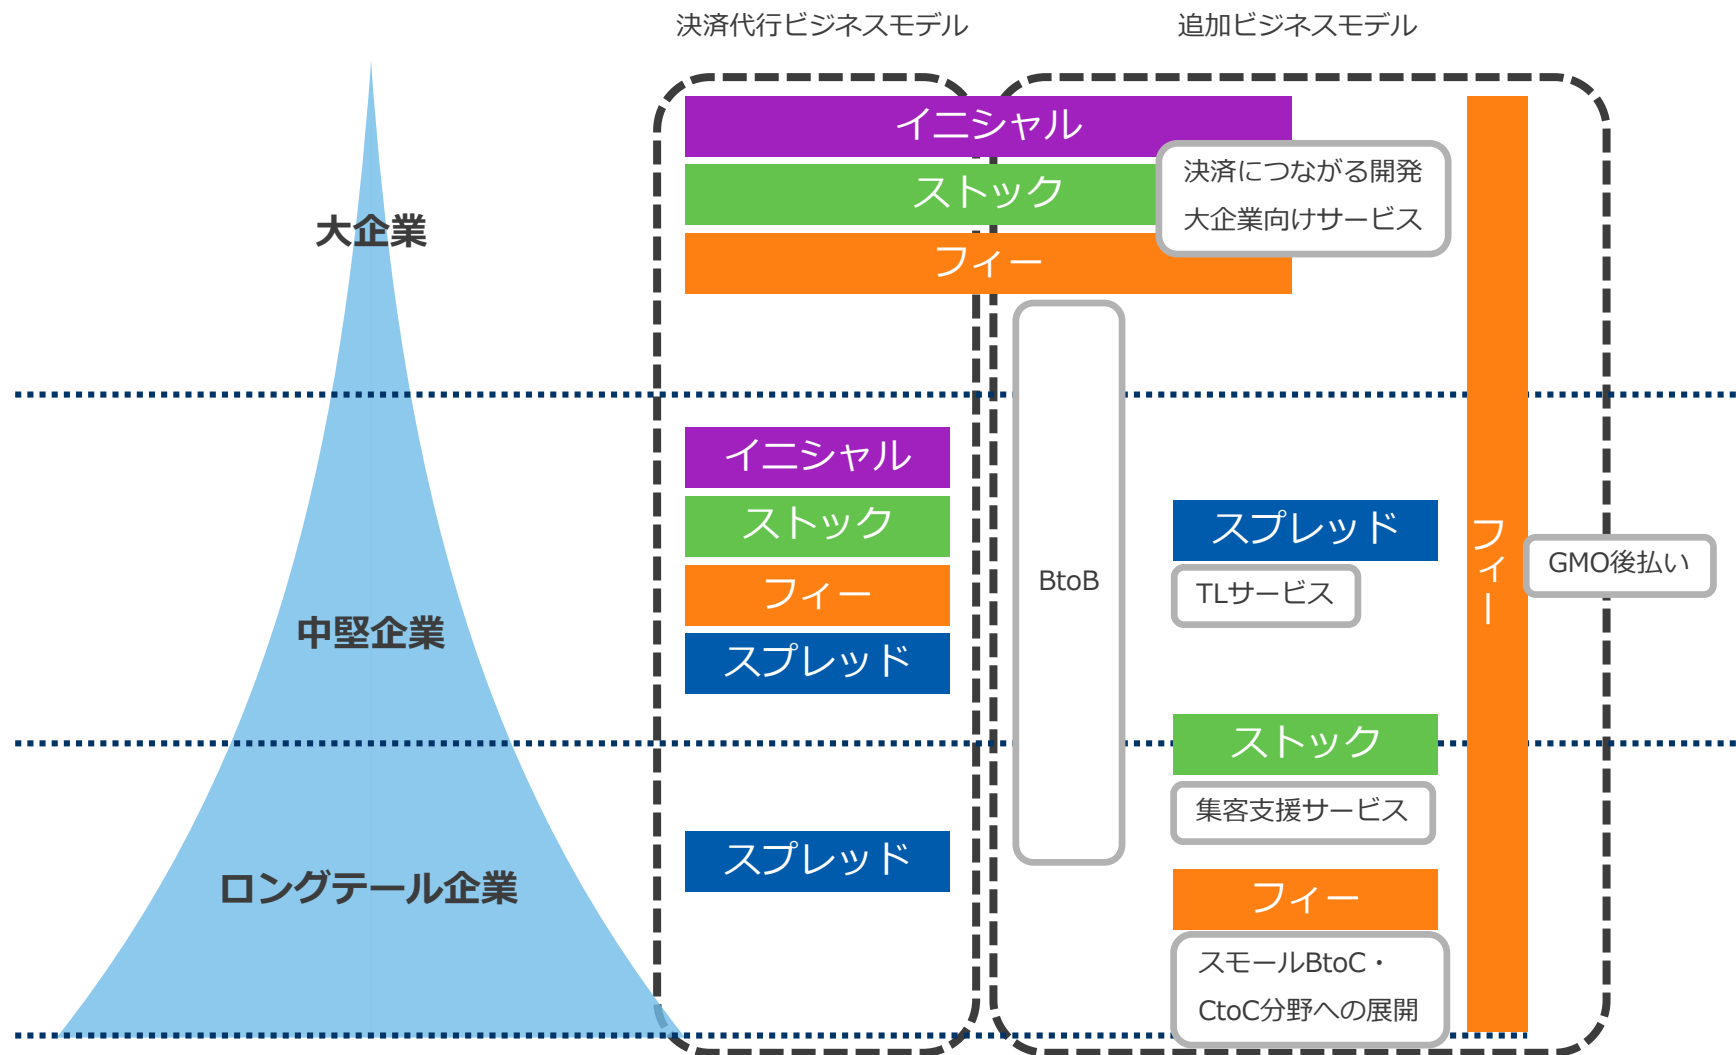 決済代行ビジネスモデル
追加ビジネスモデル
大企業
イニシャル
ストック
フィー
決済につながる開発
大企業向けサービス
中堅企業
イニシャル
ストック
フィー
スプレッド
BtoB
スプレッド
TLサービス
フィー
GMO後払い
ロングテール企業
スプレッド
ストック
集客支援サービス
フィー
スモールBtoC・
CtoC分野への展開